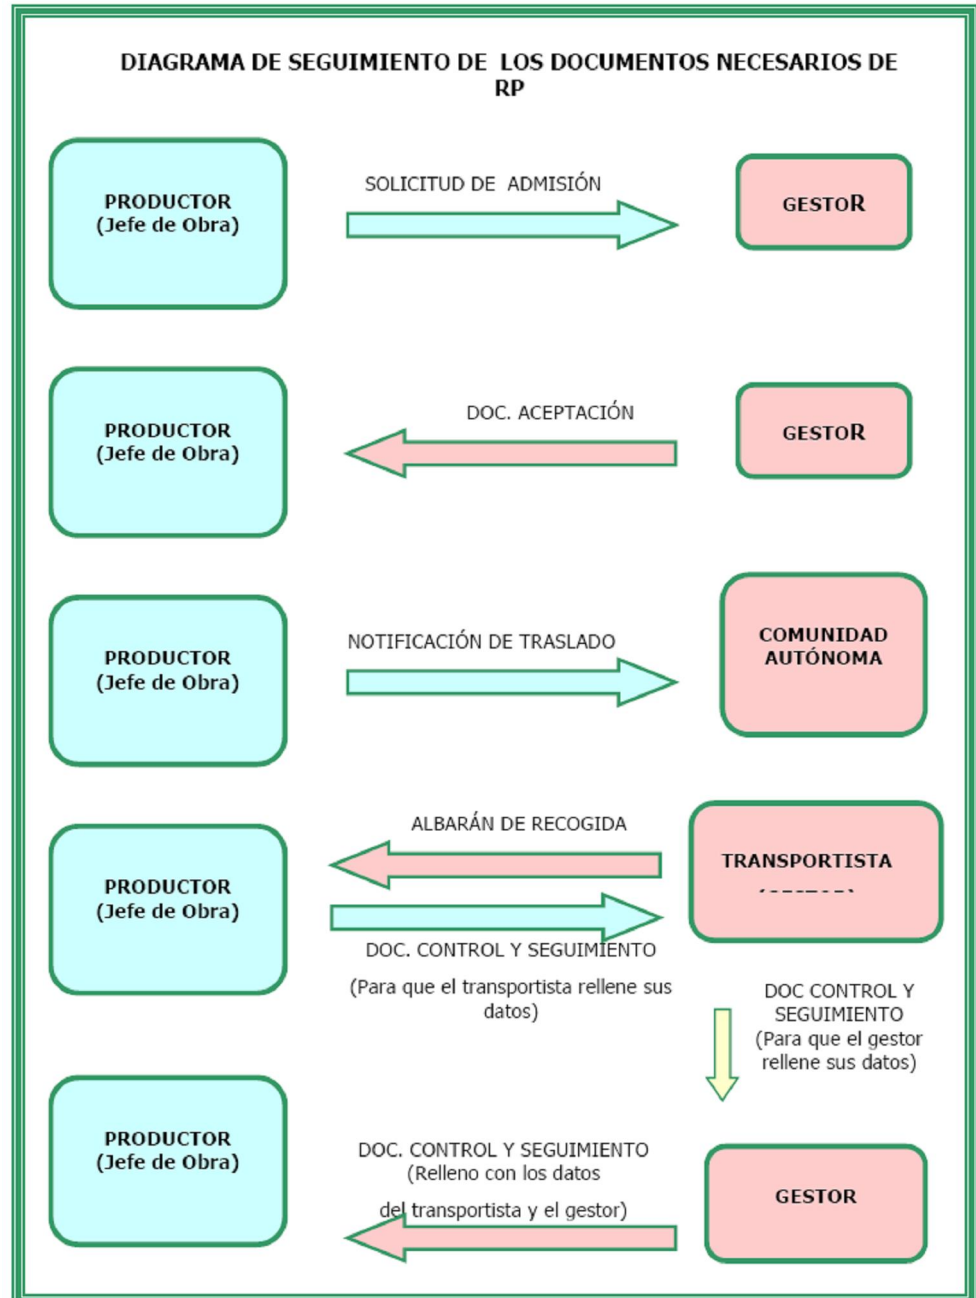 DIAGRAMA DE SEGUIMIENTO DE LOS DOCUMENTOS NECESARIOS DE
RP
PRODUCTOR
(Jefe de Obra)
SOLICITUD DE ADMISIÓN
GESTOR
PRODUCTOR
(Jefe de Obra)
DOC. ACEPTACIÓN
GESTOR
PRODUCTOR
(Jefe de Obra)
NOTIFICACIÓN DE TRASLADO
COMUNIDAD
AUTÓNOMA
PRODUCTOR
(Jefe de Obra)
ALBARÁN DE RECOGIDA
TRANSPORTISTA
DOC. CONTROL Y SEGUIMIENTO
(Para que el transportista rellene sus
datos)
DOC CONTROL Y
SEGUIMIENTO
(Para que el gestor
rellene sus datos)
PRODUCTOR
(Jefe de Obra)
DOC. CONTROL Y SEGUIMIENTO
(Relleno con los datos
del transportista y el gestor)
GESTOR